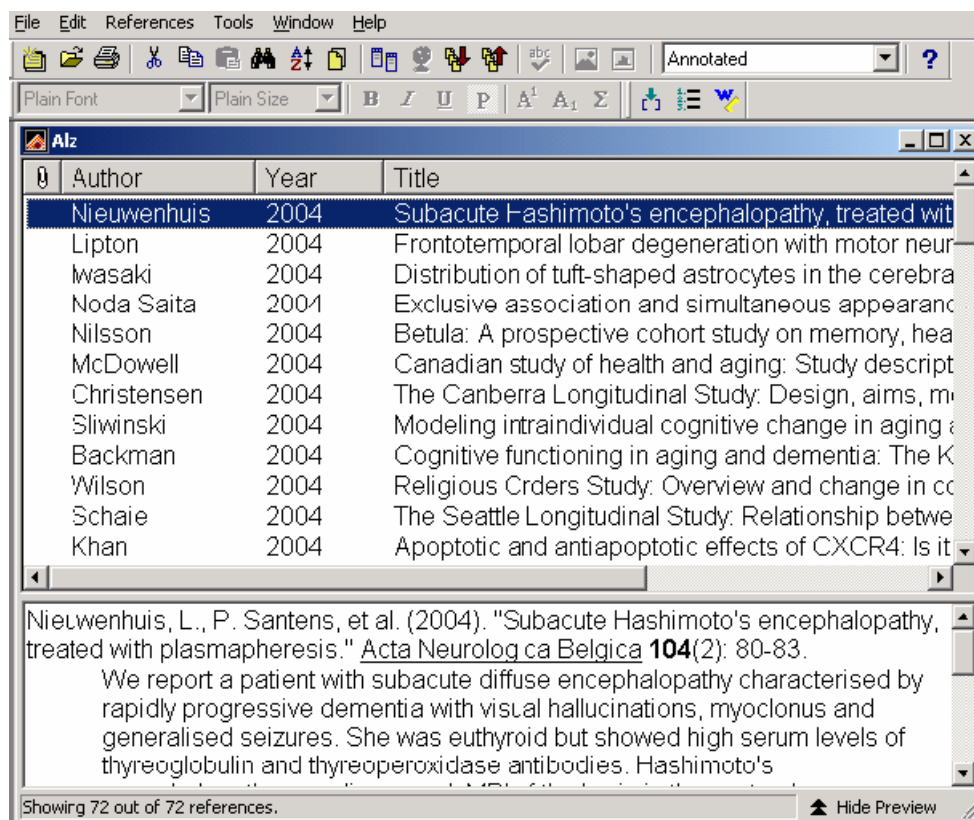 File Edit References Tools Window Help
abc Annotated ?
Plain Font Plain Size B I U P A¹ A₁ Σ
Alz
Author Year Title
Nieuwenhuis 2004 Subacute Hashimoto's encephalopathy, treated wit
Lipton 2004 Frontotemporal lobar degeneration with motor neur
Iwasaki 2004 Distribution of tuft-shaped astrocytes in the cerebra
Noda Saita 2004 Exclusive association and simultaneous appearanc
Nilsson 2004 Betula: A prospective cohort study on memory, hea
McDowell 2004 Canadian study of health and aging: Study descript
Christensen 2004 The Canberra Longitudinal Study: Design, aims, m
Sliwinski 2004 Modeling intraindividual cognitive change in aging a
Backman 2004 Cognitive functioning in aging and dementia: The K
Wilson 2004 Religious Orders Study: Overview and change in co
Schaie 2004 The Seattle Longitudinal Study: Relationship betwe
Khan 2004 Apoptotic and antiapoptotic effects of CXCR4: Is it
Nieuwenhuis, L., P. Santens, et al. (2004). "Subacute Hashimoto's encephalopathy,
treated with plasmapheresis." Acta Neurologica Belgica 104(2): 80-83.
We report a patient with subacute diffuse encephalopathy characterised by
rapidly progressive dementia with visual hallucinations, myoclonus and
generalised seizures. She was euthyroid but showed high serum levels of
thyreoglobulin and thyreoperoxidase antibodies. Hashimoto's
Showing 72 out of 72 references. Hide Preview